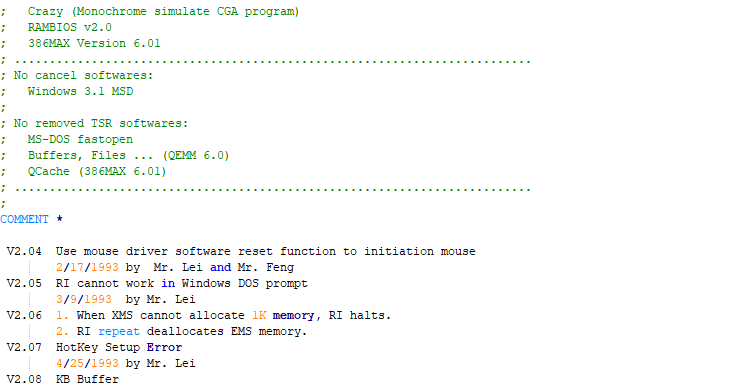 ;   Crazy (Monochrome simulate CGA program)
;   RAMBIOS v2.0
;   386MAX Version 6.01
; ..........................................................................
; No cancel softwares:
;   Windows 3.1 MSD
;
; No removed TSR softwares:
;   MS-DOS fastopen
;   Buffers, Files ... (QEMM 6.0)
;   QCache (386MAX 6.01)
; ..........................................................................
;
COMMENT *
V2.04  Use mouse driver software reset function to initiation mouse
       2/17/1993 by  Mr. Lei and Mr. Feng
V2.05  RI cannot work in Windows DOS prompt
       3/9/1993  by Mr. Lei
V2.06  1. When XMS cannot allocate 1K memory, RI halts.
       2. RI repeat deallocates EMS memory.
V2.07  HotKey Setup Error
       4/25/1993 by Mr. Lei
V2.08  KB Buffer